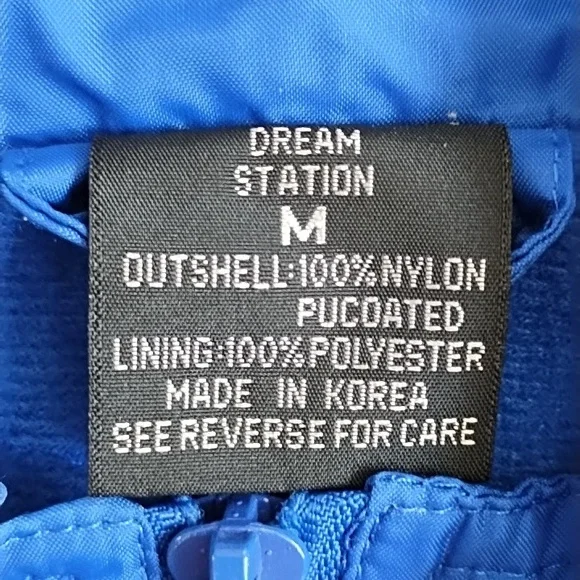 DREAM
STATION
M
OUTSHELL:100%NYLON
PUCOATED
LINING:100%POLYESTER
MADE IN KOREA
SEE REVERSE FOR CARE